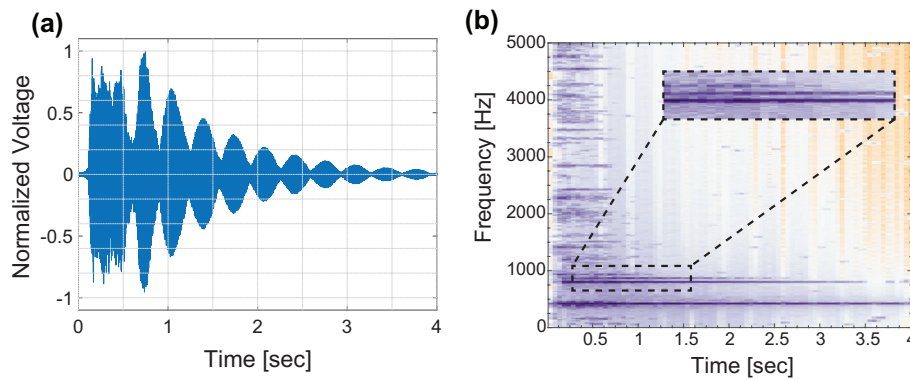 (a)
1
0.5
0
-0.5
-1
Normalized Voltage
0 1 2 3 4
Time [sec]
(b)
5000
4000
3000
2000
1000
0
Frequency [Hz]
0.5 1 1.5 2 2.5 3 3.5 4
Time [sec]